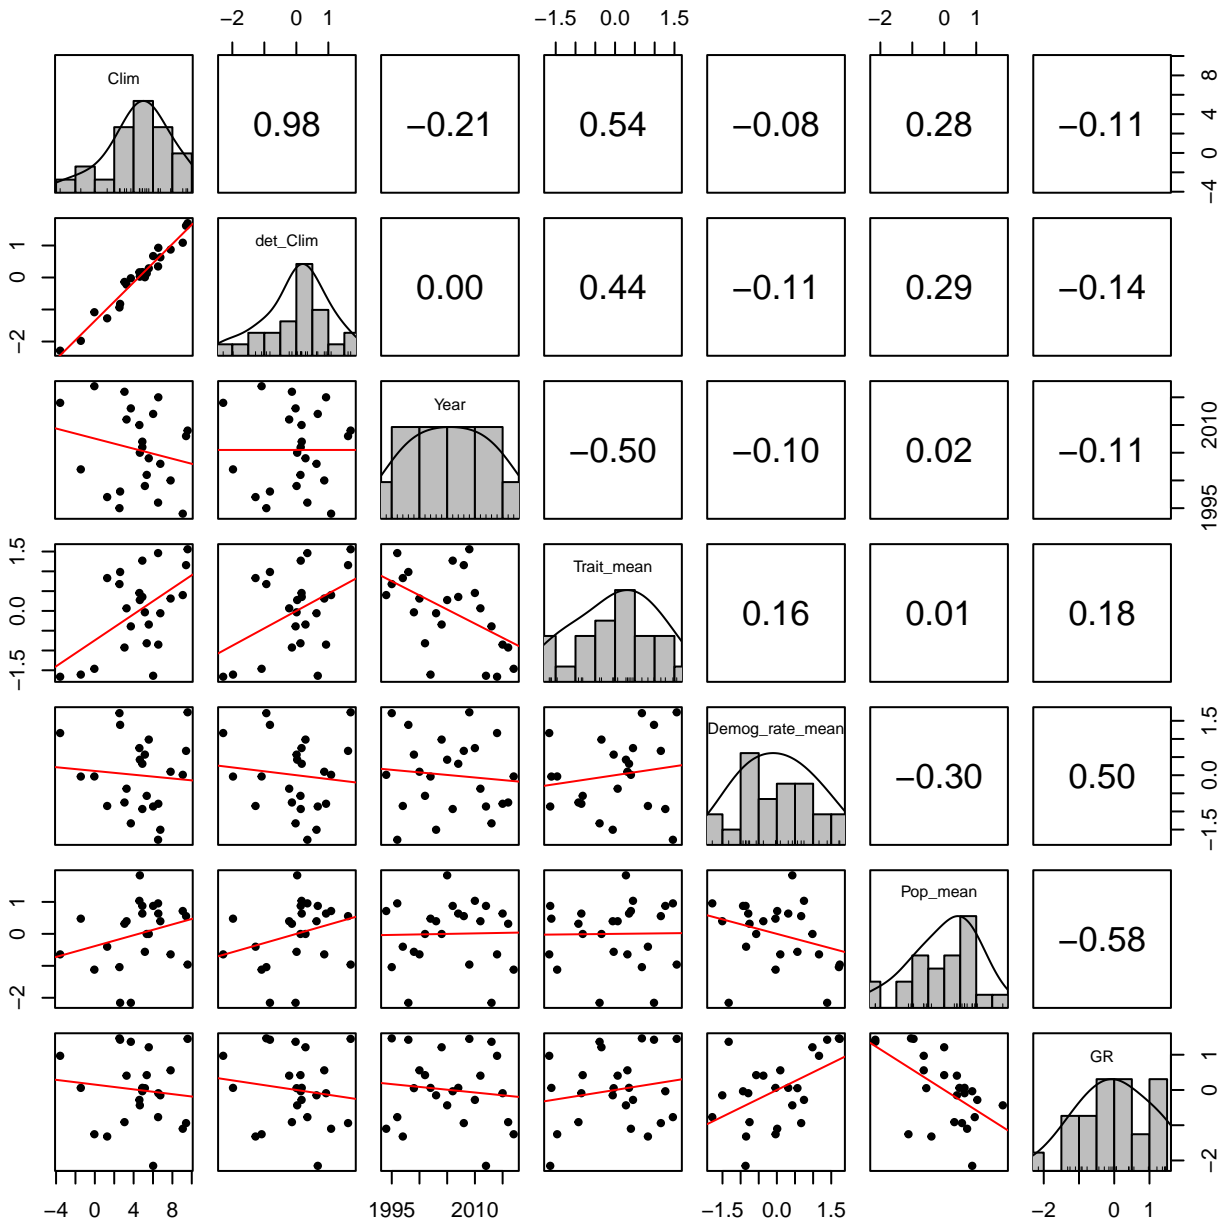 −2 0 1 −1.5 0.0 1.5 −2 0 1
Clim 0.98 −0.21 0.54 −0.08 0.28 −0.11 −4 0 4 8
−2 0 1 det_Clim 0.00 0.44 −0.11 0.29 −0.14
Year −0.50 −0.10 0.02 −0.11 1995 2010
−1.5 0.0 1.5 Trait_mean 0.16 0.01 0.18
Demog_rate_mean −0.30 0.50 −1.5 0.0 1.5
−2 0 1 Pop_mean −0.58
GR −2 0 1
−4 0 4 8 1995 2010 −1.5 0.0 1.5 −2 0 1